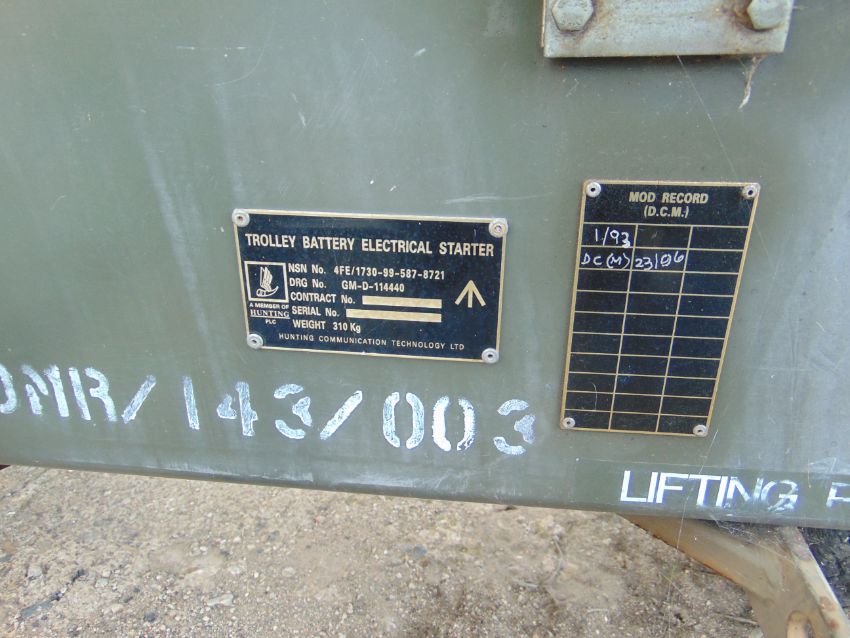 TROLLEY BATTERY ELECTRICAL STARTER
NSN No. 4FE/1730-99-587-8721
DRG No. GM-D-114440
CONTRACT No.
SERIAL No.
WEIGHT 310 Kg
A MEMBER OF
HUNTING
PLC
HUNTING COMMUNICATION TECHNOLOGY LTD
MOD RECORD
(D.C.M.)
1/93
DC(M) 23/06
OMR/143/003
LIFTING